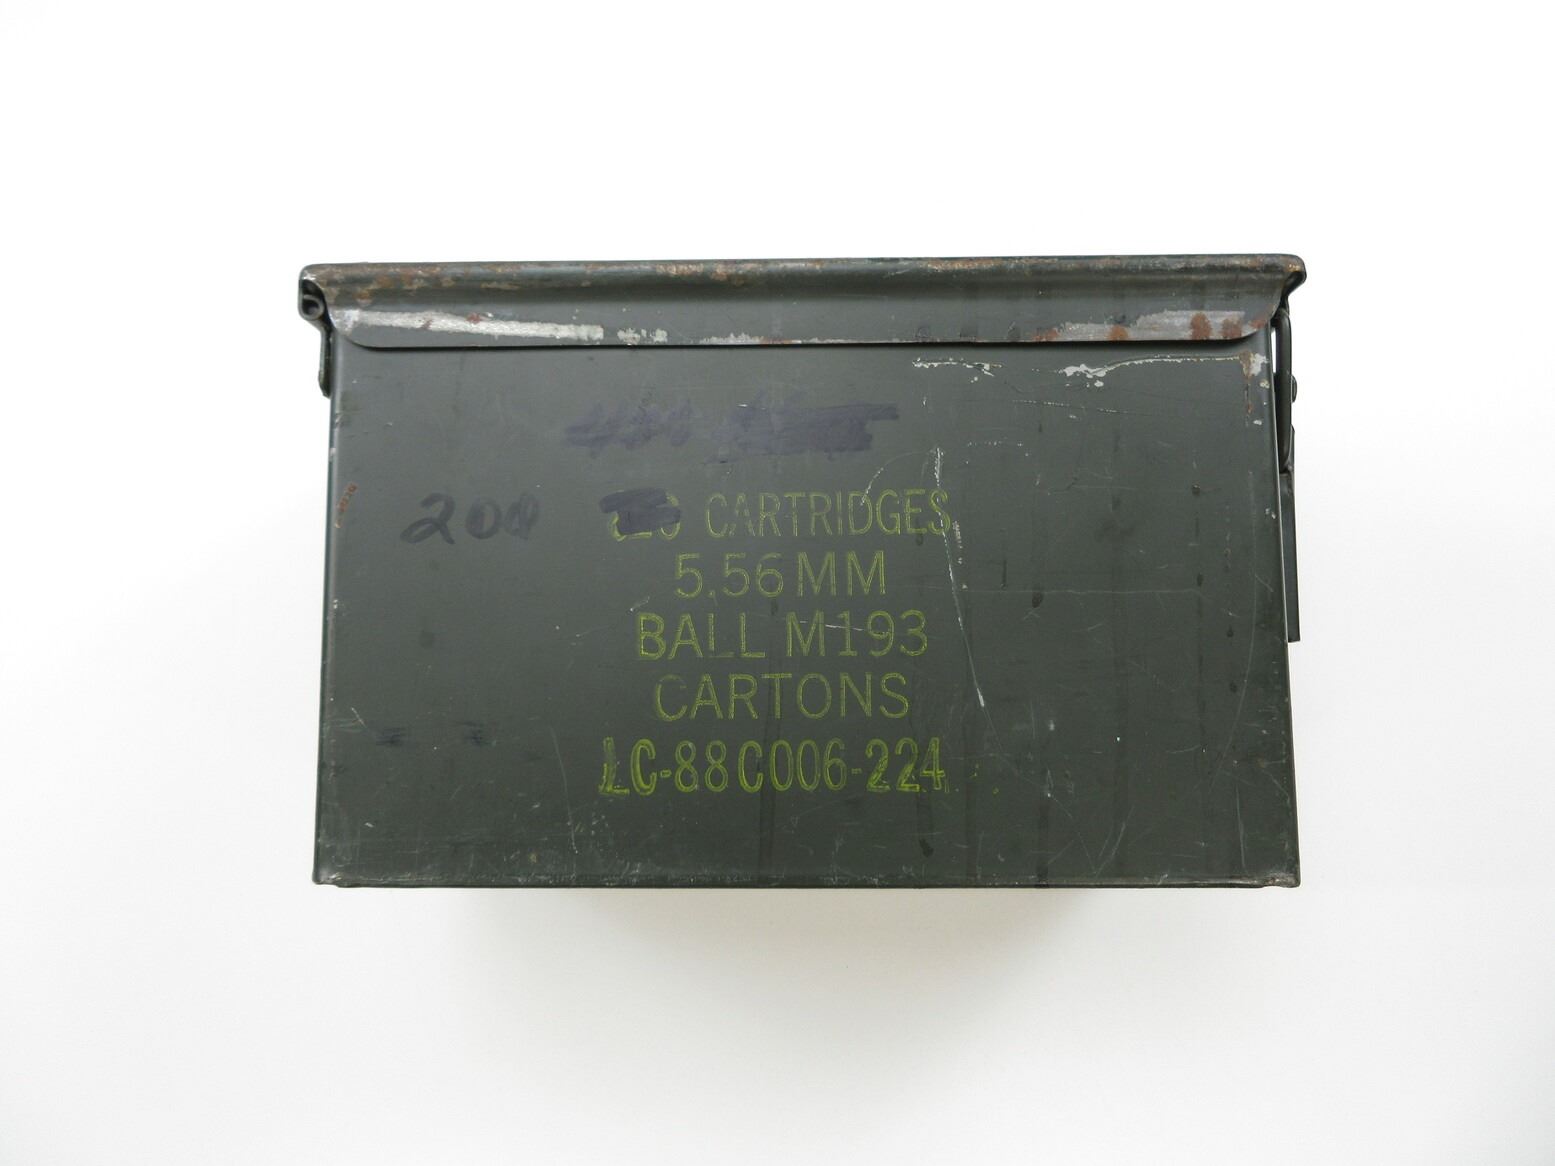 200 CARTRIDGES
5.56 MM
BALL M193
CARTONS
LC-88C006-224